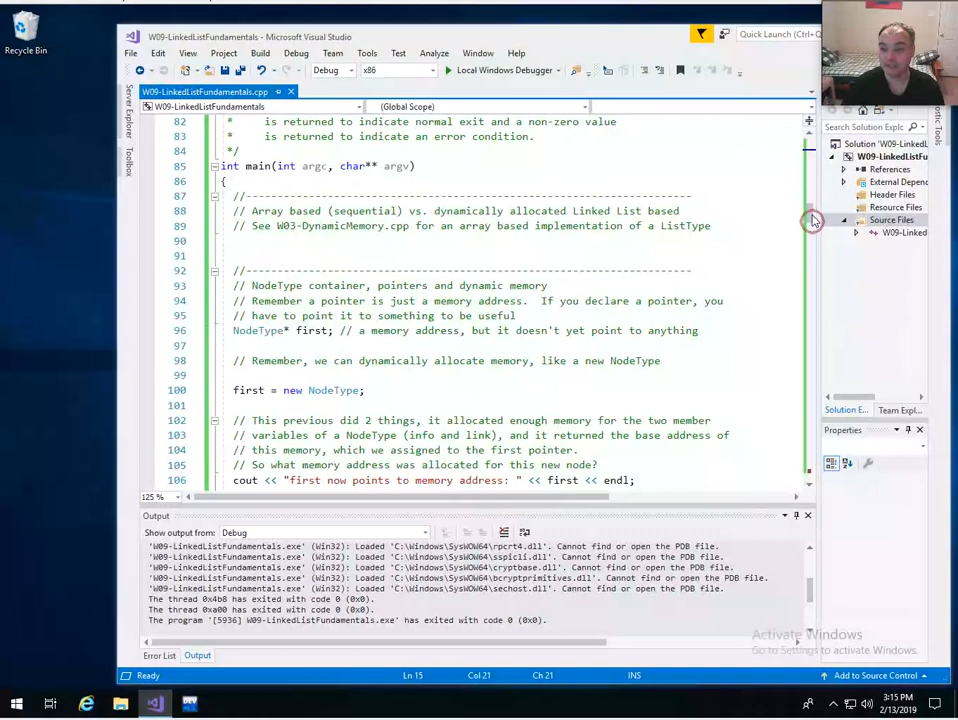 Recycle Bin
W09-LinkedListFundamentals - Microsoft Visual Studio
Quick Launch (Ctrl
File Edit View Project Build Debug Team Tools Test Analyze Window Help
Debug x86 Local Windows Debugger
W09-LinkedListFundamentals.cpp
W09-LinkedListFundamentals (Global Scope)
Server Explorer
Toolbox
82 * is returned to indicate normal exit and a non-zero value
83 * is returned to indicate an error condition.
84 */
85 int main(int argc, char** argv)
86 {
87 //---------------------------------------------------------------------
88 // Array based (sequential) vs. dynamically allocated Linked List based
89 // See W03-DynamicMemory.cpp for an array based implementation of a ListType
90
91
92 //---------------------------------------------------------------------
93 // NodeType container, pointers and dynamic memory
94 // Remember a pointer is just a memory address. If you declare a pointer, you
95 // have to point it to something to be useful
96 NodeType* first; // a memory address, but it doesn't yet point to anything
97
98 // Remember, we can dynamically allocate memory, like a new NodeType
99
100 first = new NodeType;
101
102 // This previous did 2 things, it allocated enough memory for the two member
103 // variables of a NodeType (info and link), and it returned the base address of
104 // this memory, which we assigned to the first pointer.
105 // So what memory address was allocated for this new node?
106 cout << "first now points to memory address: " << first << endl;
125 %
Search Solution Explc
Solution 'W09-Linked
W09-LinkedListFu
References
External Depend
Header Files
Resource Files
Source Files
W09-Linked
Solution E... Team Expl...
Properties
Output
Show output from: Debug
'W09-LinkedListFundamentals.exe' (Win32): Loaded 'C:\Windows\SysWOW64\rpcrt4.dll'. Cannot find or open the PDB file.
'W09-LinkedListFundamentals.exe' (Win32): Loaded 'C:\Windows\SysWOW64\sspicli.dll'. Cannot find or open the PDB file.
'W09-LinkedListFundamentals.exe' (Win32): Loaded 'C:\Windows\SysWOW64\cryptbase.dll'. Cannot find or open the PDB file.
'W09-LinkedListFundamentals.exe' (Win32): Loaded 'C:\Windows\SysWOW64\bcryptprimitives.dll'. Cannot find or open the PDB file.
'W09-LinkedListFundamentals.exe' (Win32): Loaded 'C:\Windows\SysWOW64\sechost.dll'. Cannot find or open the PDB file.
The thread 0x4b8 has exited with code 0 (0x0).
The thread 0xa00 has exited with code 0 (0x0).
The program '[5936] W09-LinkedListFundamentals.exe' has exited with code 0 (0x0).
Activate Windows
Go to Settings to activate Windows.
Error List Output
Ready Ln 15 Col 21 Ch 21 INS Add to Source Control
DEV
3:15 PM
2/13/2019